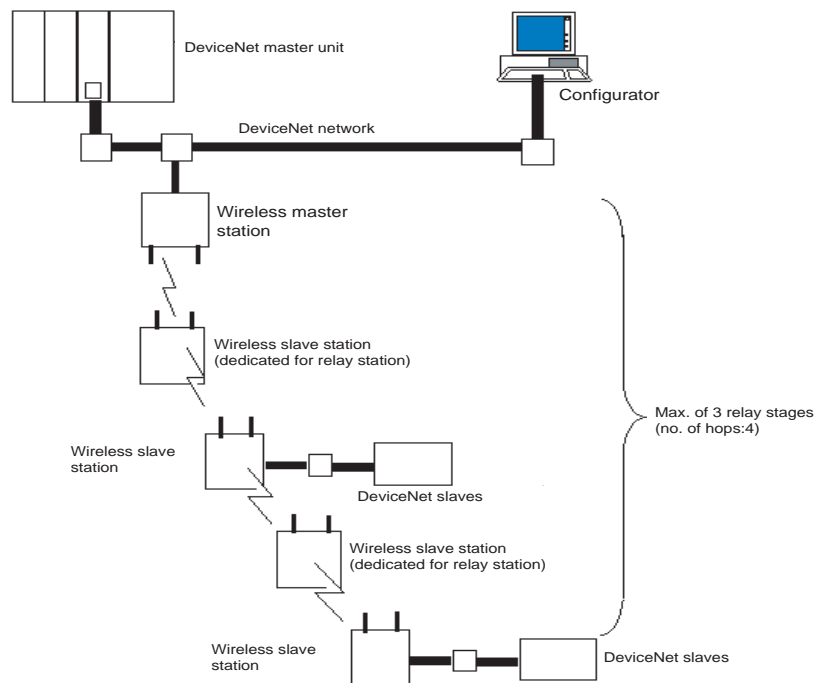 DeviceNet master unit
Configurator
DeviceNet network
Wireless master
station
Wireless slave station
(dedicated for relay station)
Max. of 3 relay stages
(no. of hops:4)
Wireless slave
station
DeviceNet slaves
Wireless slave station
(dedicated for relay station)
Wireless slave
station
DeviceNet slaves